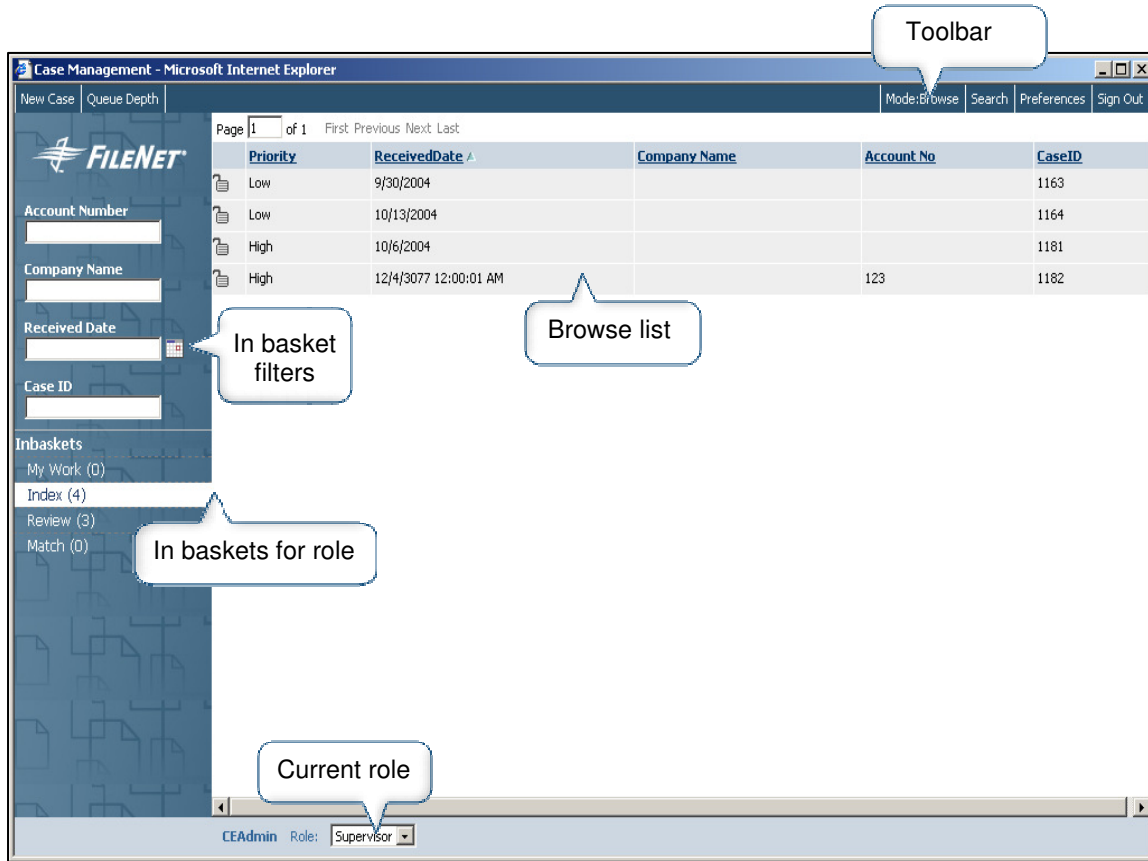 Toolbar
Case Management - Microsoft Internet Explorer
New Case Queue Depth Mode:Browse Search Preferences Sign Out
FILENET
Page 1 of 1 First Previous Next Last
Priority ReceivedDate Company Name Account No CaseID
Low 9/30/2004 1163
Low 10/13/2004 1164
High 10/6/2004 1181
High 12/4/3077 12:00:01 AM 123 1182
Account Number
Company Name
Received Date
Case ID
In basket
filters
Browse list
Inbaskets
My Work (0)
Index (4)
Review (3)
Match (0)
In baskets for role
Current role
CEAdmin Role: Supervisor